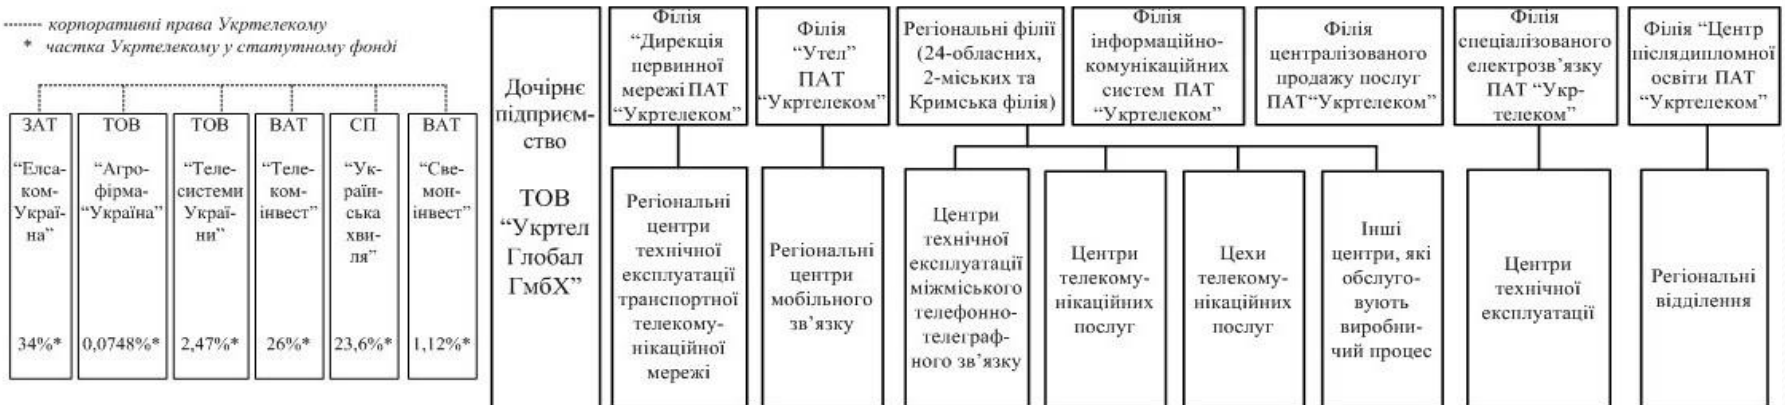 корпоративні права Укртелекому
* частка Укртелекому у статутному фонді
ЗАТ
“Елса-
ком-
Украї-
на”
34%*
ТОВ
“Агро-
фірма-
“Україна”
0,0748%*
ТОВ
“Теле-
системи
Украї-
ни”
2,47%*
ВАТ
“Теле-
ком-
інвест”
26%*
СП
“Ук-
раїн-
ська
хви-
ля”
23,6%*
ВАТ
“Све-
мон-
інвест”
1,12%*
Дочірнє
підприєм-
ство
ТОВ
“Укртел
Глобал
ГмбХ”
Філія
“Дирекція
первинної
мережі ПАТ
“Укртелеком”
Філія
“Утел”
ПАТ
“Укртелеком”
Регіональні філії
(24-обласних,
2-міських та
Кримська філія)
Філія
інформаційно-
комунікаційних
систем ПАТ
“Укртелеком”
Філія
централізованого
продажу послуг
ПАТ“Укртелеком”
Філія
спеціалізованого
електрозв’язку
ПАТ “Укр-
телеком”
Філія “Центр
післядипломної
освіти ПАТ
“Укртелеком”
Регіональні
центри
технічної
експлуатації
транспортної
телекому-
нікаційної
мережі
Регіональні
центри
мобільного
зв’язку
Центри
технічної
експлуатації
міжміського
телефонно-
телеграф-
ного зв’язку
Центри
телекому-
нікаційних
послуг
Цехи
телекому-
нікаційних
послуг
Інші
центри, які
обслуго-
вують
виробни-
чий процес
Центри
технічної
експлуатації
Регіональні
відділення